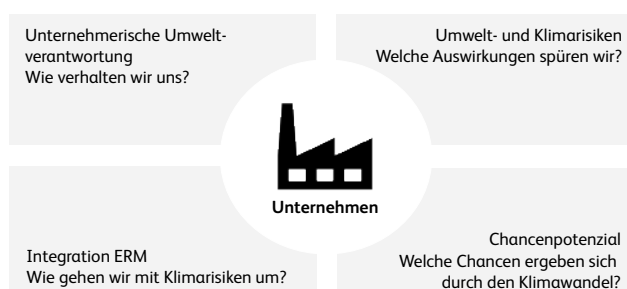 Unternehmerische Umwelt-
verantwortung
Wie verhalten wir uns?
Umwelt- und Klimarisiken
Welche Auswirkungen spüren wir?
Unternehmen
Integration ERM
Wie gehen wir mit Klimarisiken um?
Chancenpotenzial
Welche Chancen ergeben sich
durch den Klimawandel?